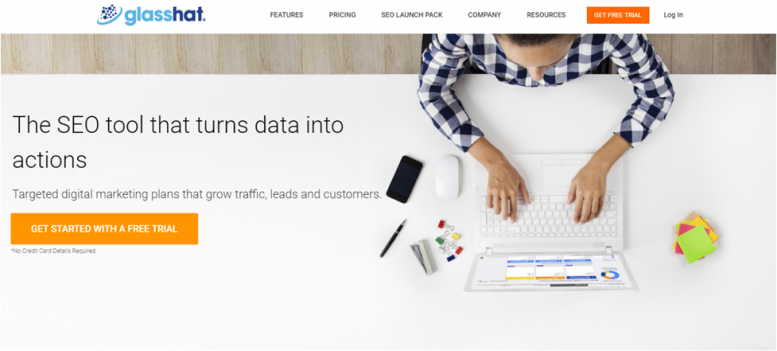 glasshat.
FEATURES
PRICING
SEO LAUNCH PACK
COMPANY
RESOURCES
GET FREE TRIAL
Log In
The SEO tool that turns data into
actions
Targeted digital marketing plans that grow traffic, leads and customers.
GET STARTED WITH A FREE TRIAL
*No Credit Card Details Required